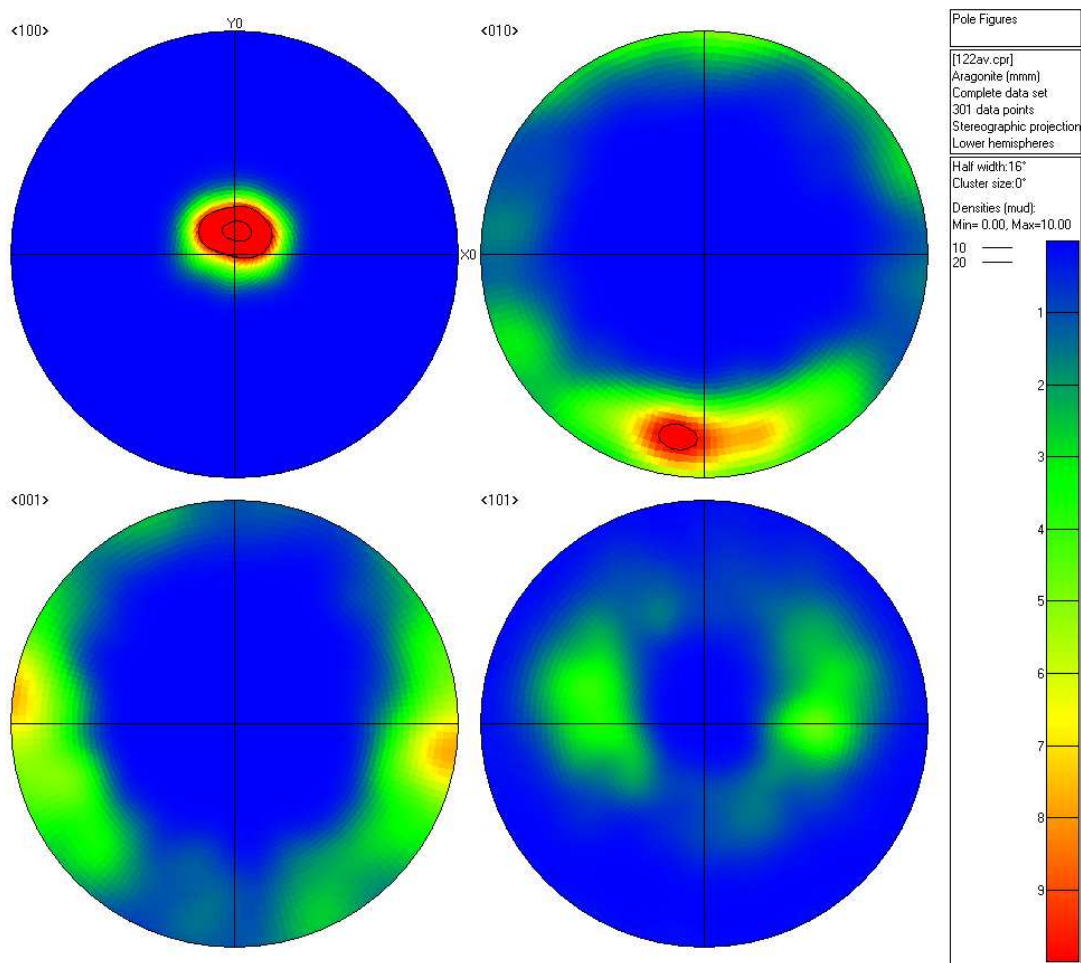 <100>
Y0
X0
<010>
<001>
<101>
Pole Figures
[122av.cpr]
Aragonite (mmm)
Complete data set
301 data points
Stereographic projection
Lower hemispheres
Half width:16°
Cluster size:0°
Densities (mud):
Min= 0.00, Max=10.00
10
20
1
2
3
4
5
6
7
8
9